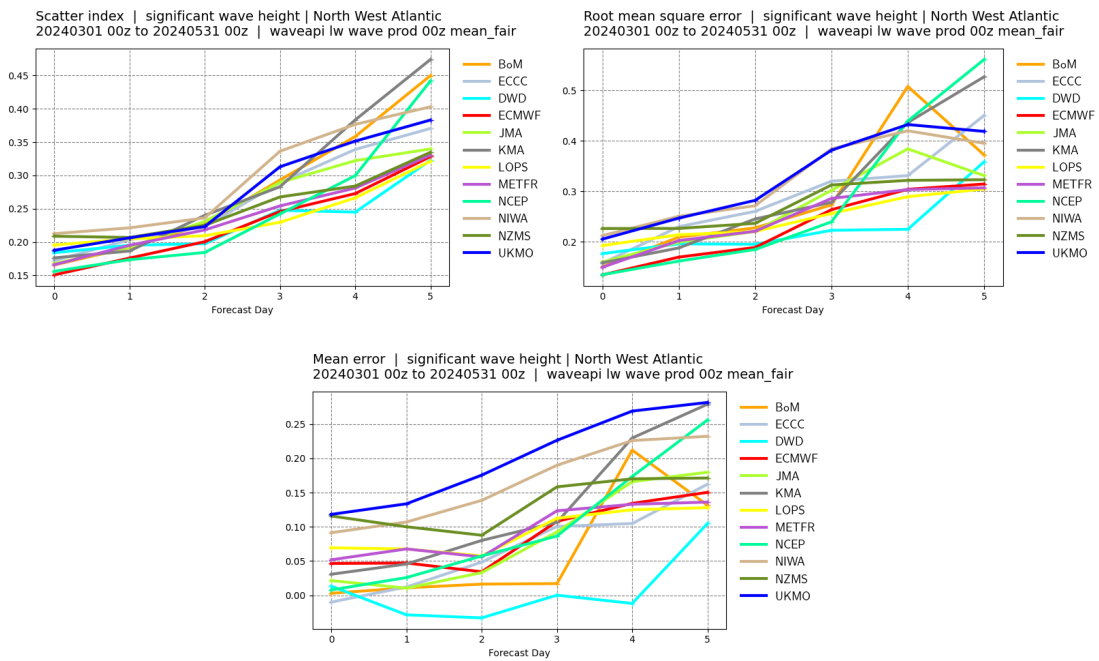 Scatter index | significant wave height | North West Atlantic
20240301 00z to 20240531 00z | waveapi lw wave prod 00z mean_fair
0.45
0.40
0.35
0.30
0.25
0.20
0.15
0 1 2 3 4 5
Forecast Day
BoM
ECCC
DWD
ECMWF
JMA
KMA
LOPS
METFR
NCEP
NIWA
NZMS
UKMO
Root mean square error | significant wave height | North West Atlantic
20240301 00z to 20240531 00z | waveapi lw wave prod 00z mean_fair
0.5
0.4
0.3
0.2
0 1 2 3 4 5
Forecast Day
BoM
ECCC
DWD
ECMWF
JMA
KMA
LOPS
METFR
NCEP
NIWA
NZMS
UKMO
Mean error | significant wave height | North West Atlantic
20240301 00z to 20240531 00z | waveapi lw wave prod 00z mean_fair
0.25
0.20
0.15
0.10
0.05
0.00
0 1 2 3 4 5
Forecast Day
BoM
ECCC
DWD
ECMWF
JMA
KMA
LOPS
METFR
NCEP
NIWA
NZMS
UKMO